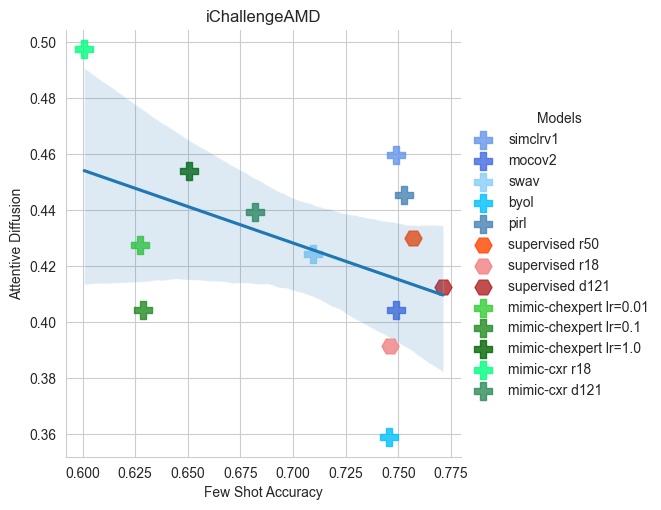 iChallengeAMD
0.50
0.48
0.46
0.44
0.42
0.40
0.38
0.36
Attentive Diffusion
0.600 0.625 0.650 0.675 0.700 0.725 0.750 0.775
Few Shot Accuracy
Models
simclrv1
mocov2
swav
byol
pirl
supervised r50
supervised r18
supervised d121
mimic-chexpert lr=0.01
mimic-chexpert lr=0.1
mimic-chexpert lr=1.0
mimic-cxr r18
mimic-cxr d121